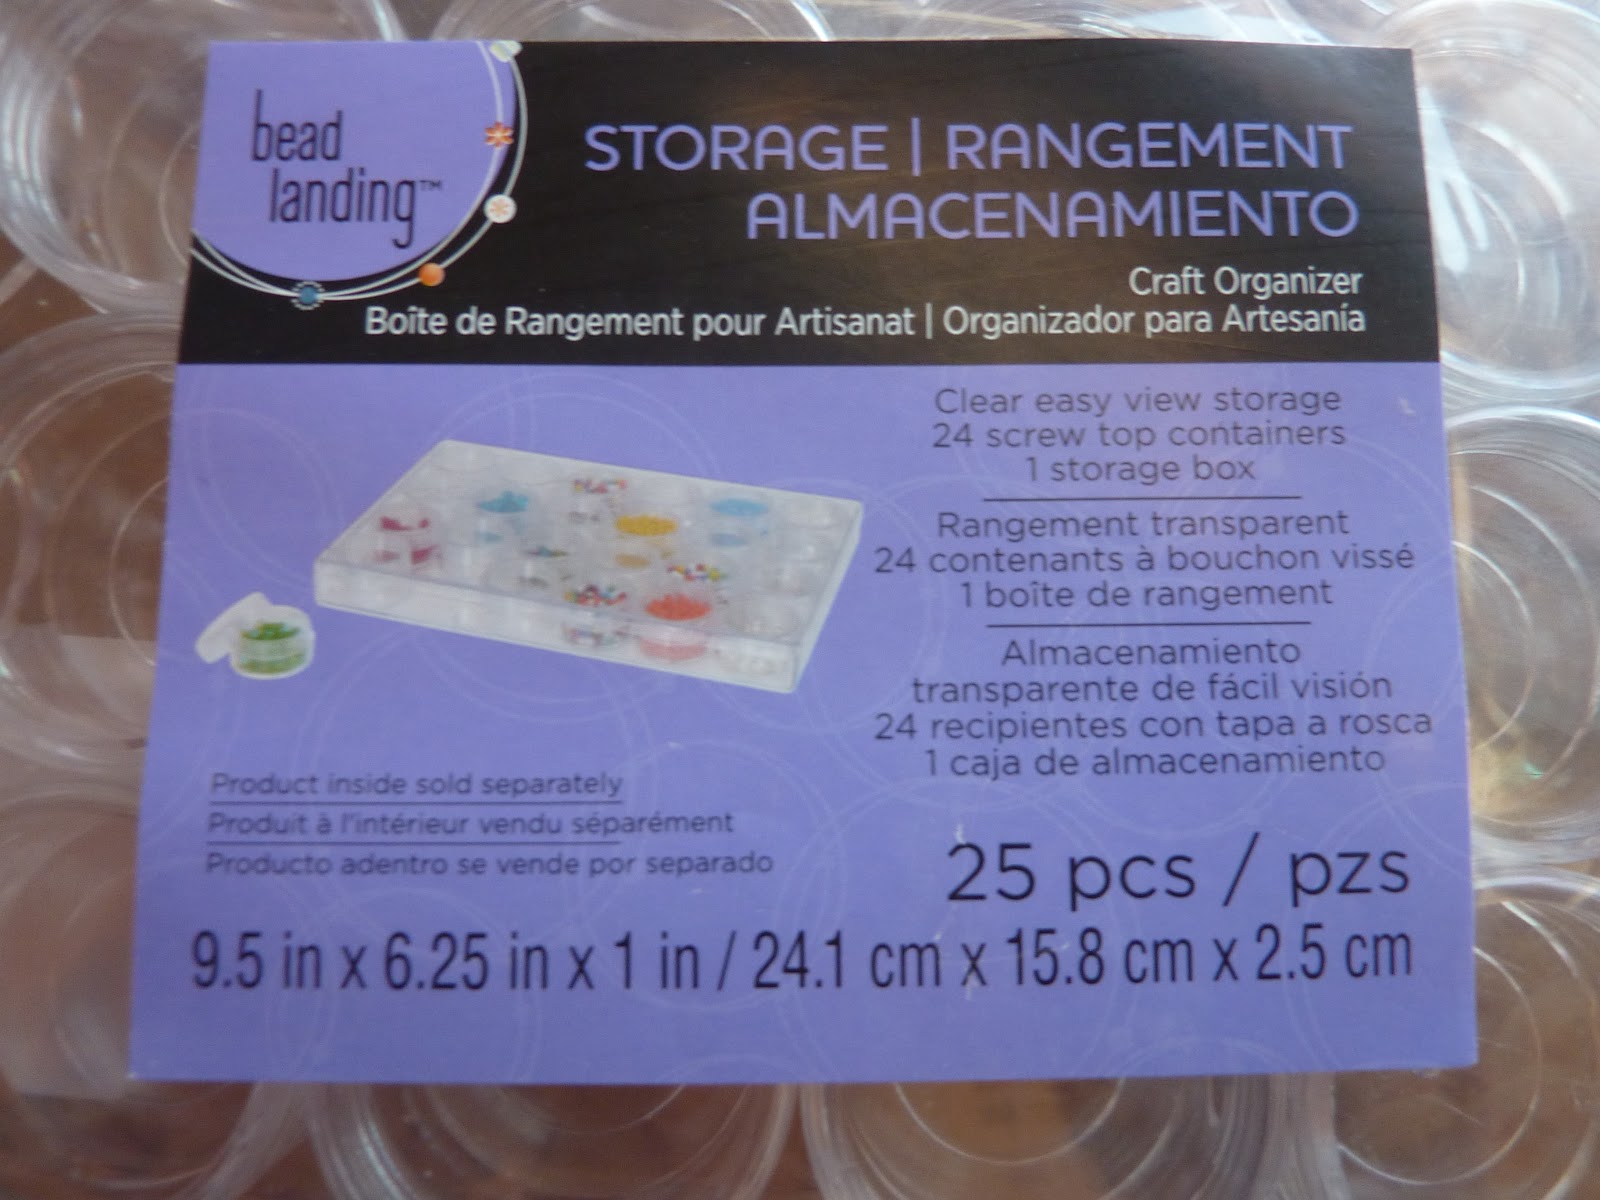 bead
landing™
STORAGE | RANGEMENT
ALMACENAMIENTO
Craft Organizer
Boîte de Rangement pour Artisanat | Organizador para Artesanía
Clear easy view storage
24 screw top containers
1 storage box
Rangement transparent
24 contenants à bouchon vissé
1 boîte de rangement
Almacenamiento
transparente de fácil visión
24 recipientes con tapa a rosca
1 caja de almacenamiento
Product inside sold separately
Produit à l'intérieur vendu séparément
Producto adentro se vende por separado
25 pcs / pzs
9.5 in x 6.25 in x 1 in / 24.1 cm x 15.8 cm x 2.5 cm